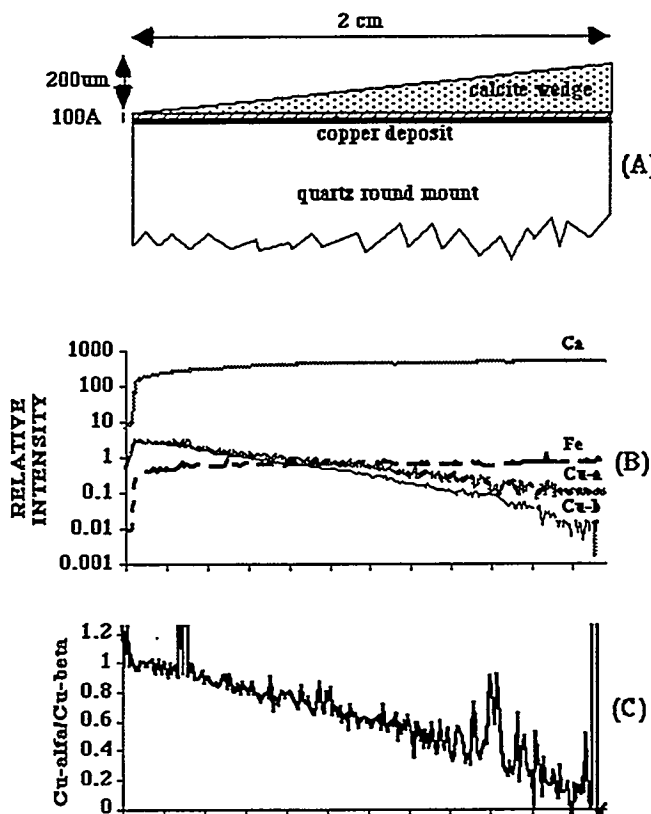 2 cm
200um
calcite wedge
100A
copper deposit
(A)
quartz round mount
1000
100
10
1
0.1
0.01
0.001
RELATIVE
INTENSITY
Ca
Fe
Cu-a
Cu-b
(B)
1.2
1
0.8
0.6
0.4
0.2
0
Cu-alfa/Cu-beta
(C)